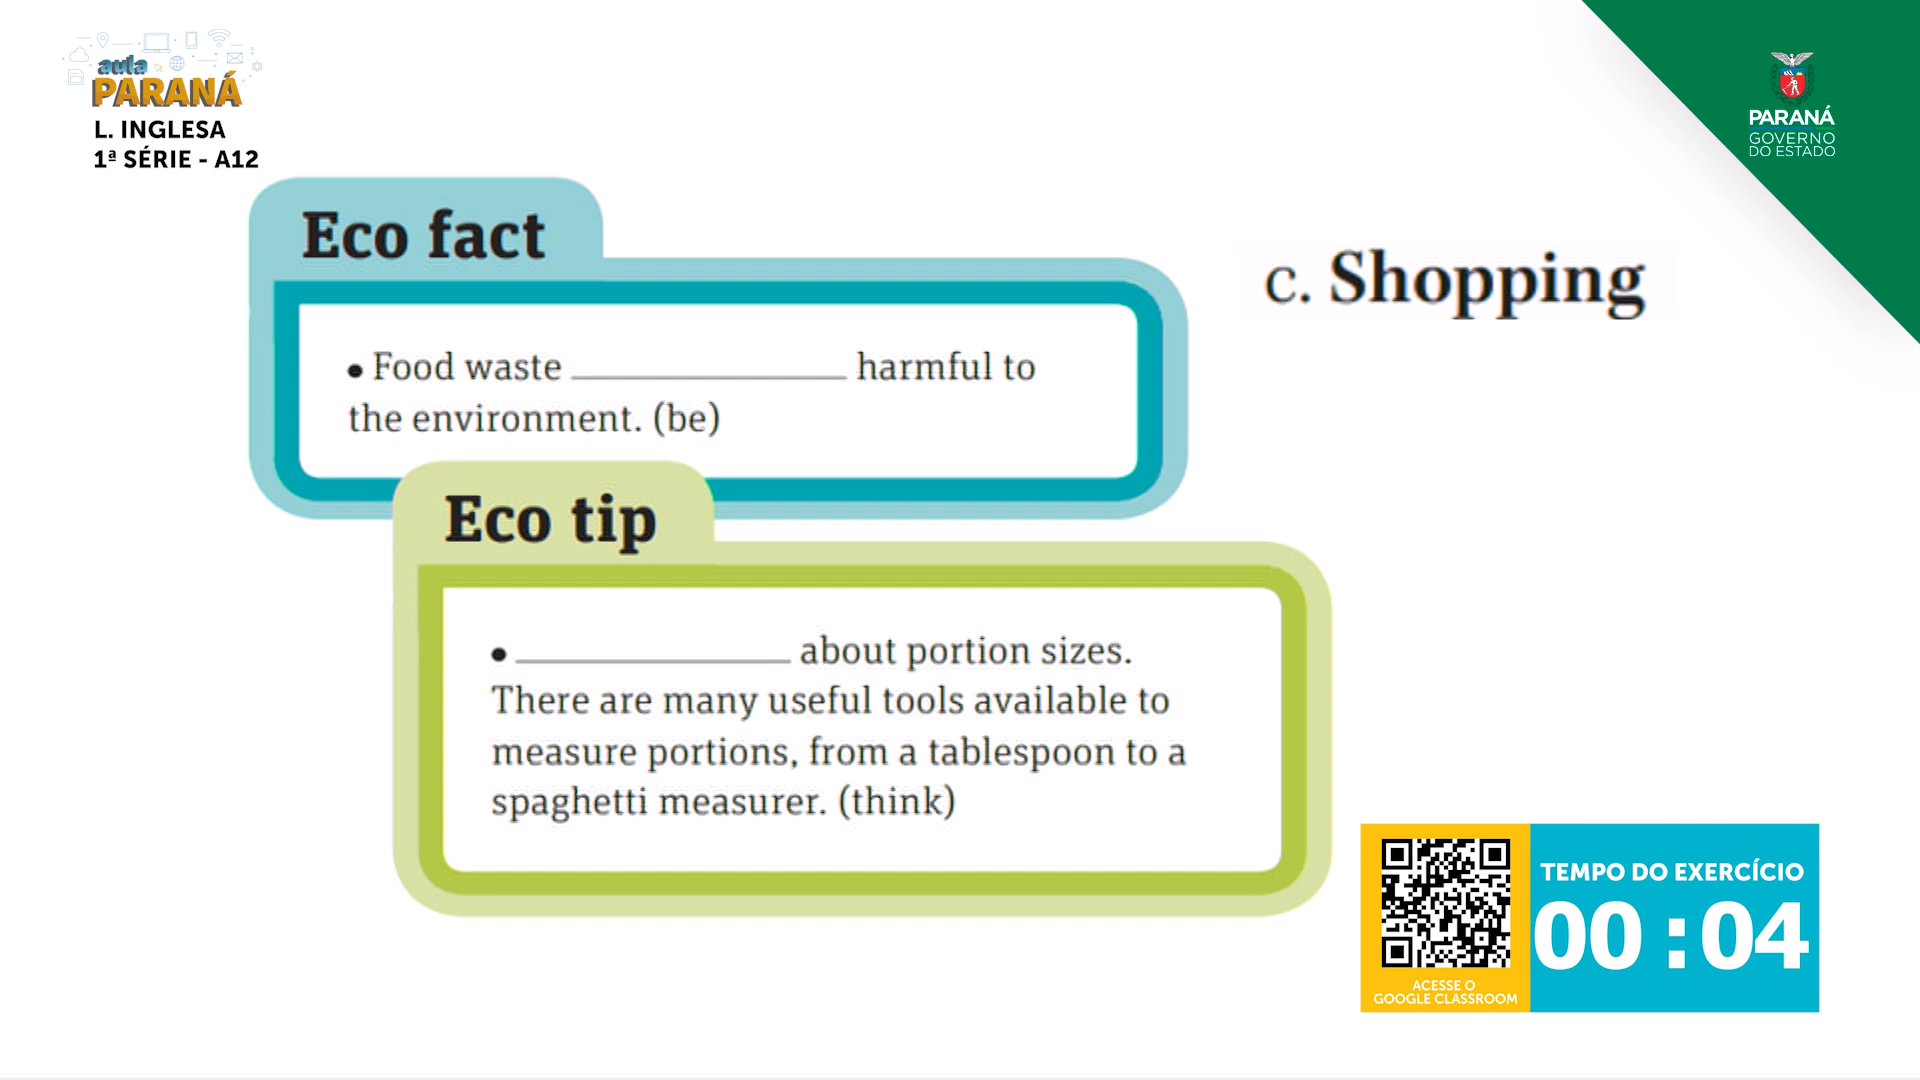 aula
PARANÁ
L. INGLESA
1ª SÉRIE - A12
PARANÁ
GOVERNO
DO ESTADO
Eco fact
• Food waste ______________ harmful to
the environment. (be)
C. Shopping
Eco tip
• ______________ about portion sizes.
There are many useful tools available to
measure portions, from a tablespoon to a
spaghetti measurer. (think)
ACESSE O
GOOGLE CLASSROOM
TEMPO DO EXERCÍCIO
00 : 04